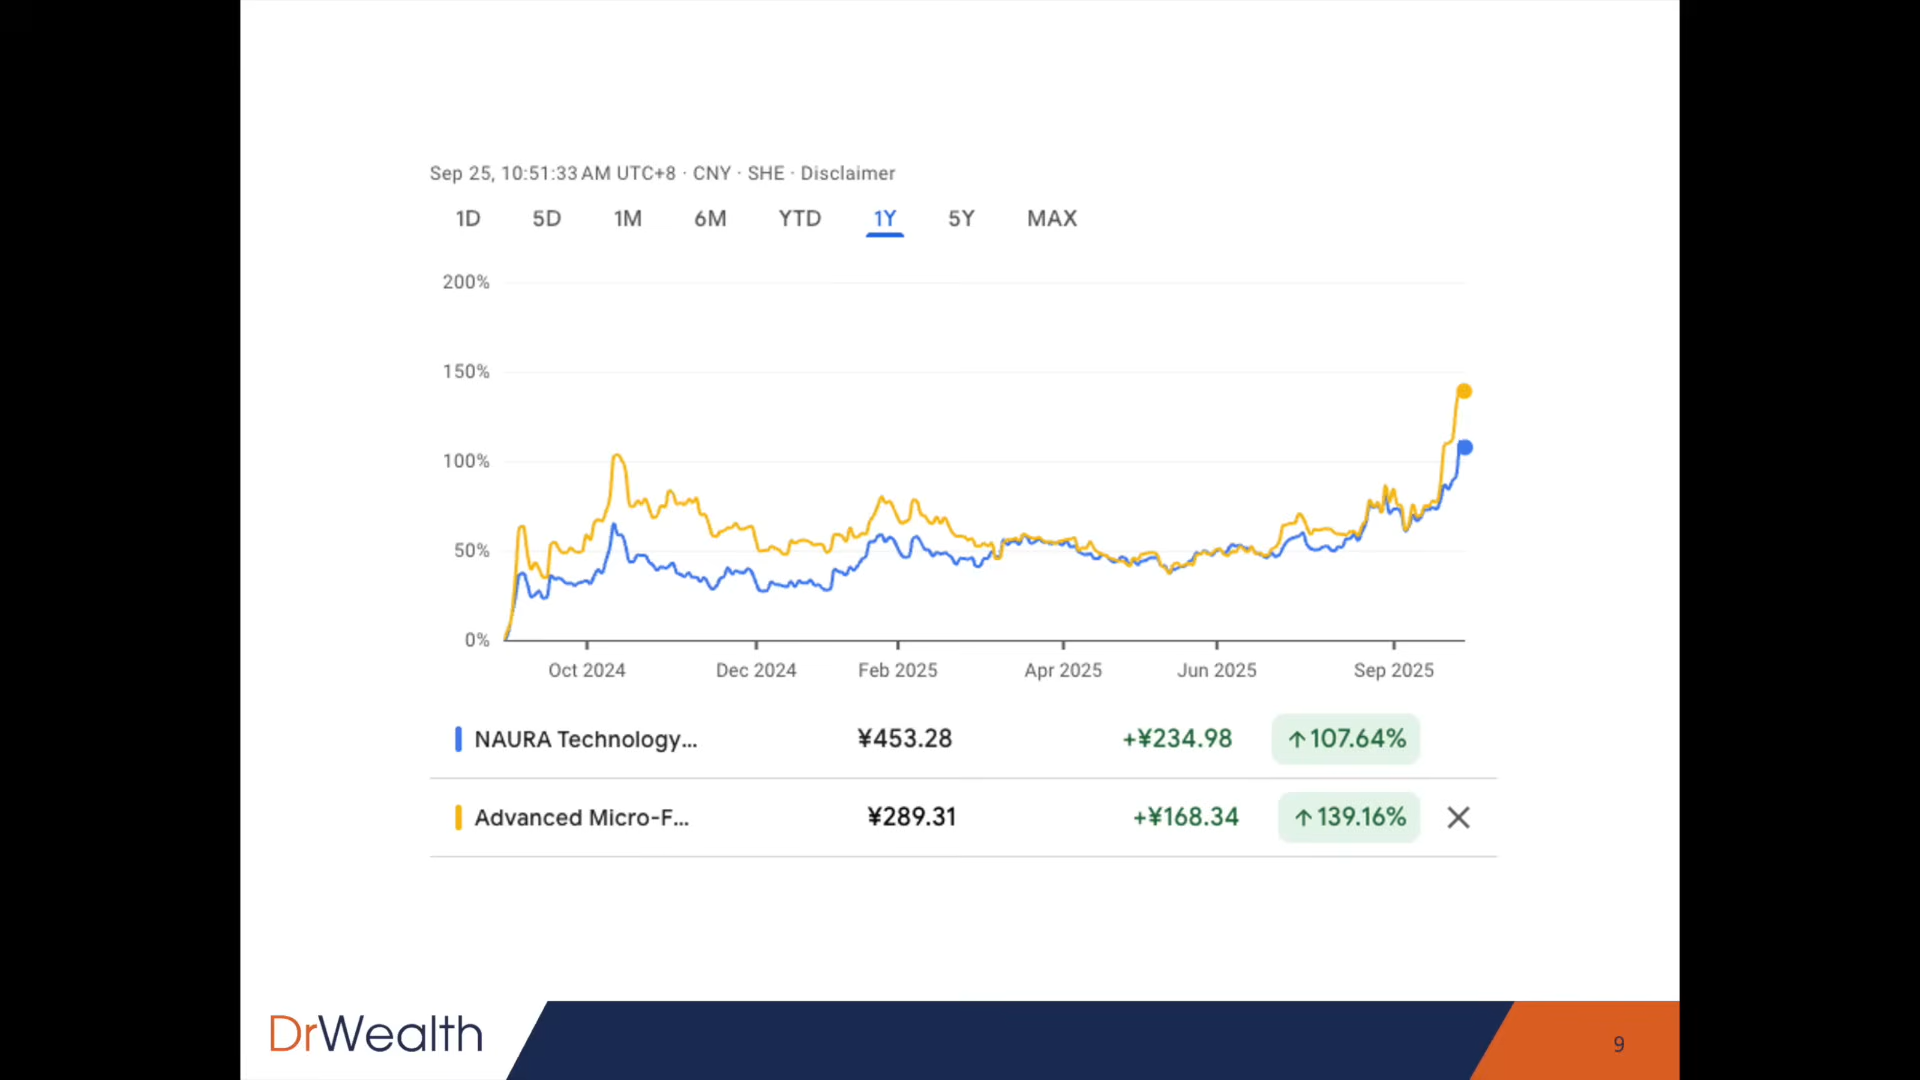 Sep 25, 10:51:33 AM UTC+8 · CNY · SHE · Disclaimer
1D 5D 1M 6M YTD 1Y 5Y MAX
200%
150%
100%
50%
0%
Oct 2024 Dec 2024 Feb 2025 Apr 2025 Jun 2025 Sep 2025
NAURA Technology... ¥453.28 +¥234.98 ↑107.64%
Advanced Micro-F... ¥289.31 +¥168.34 ↑139.16%
DrWealth
9